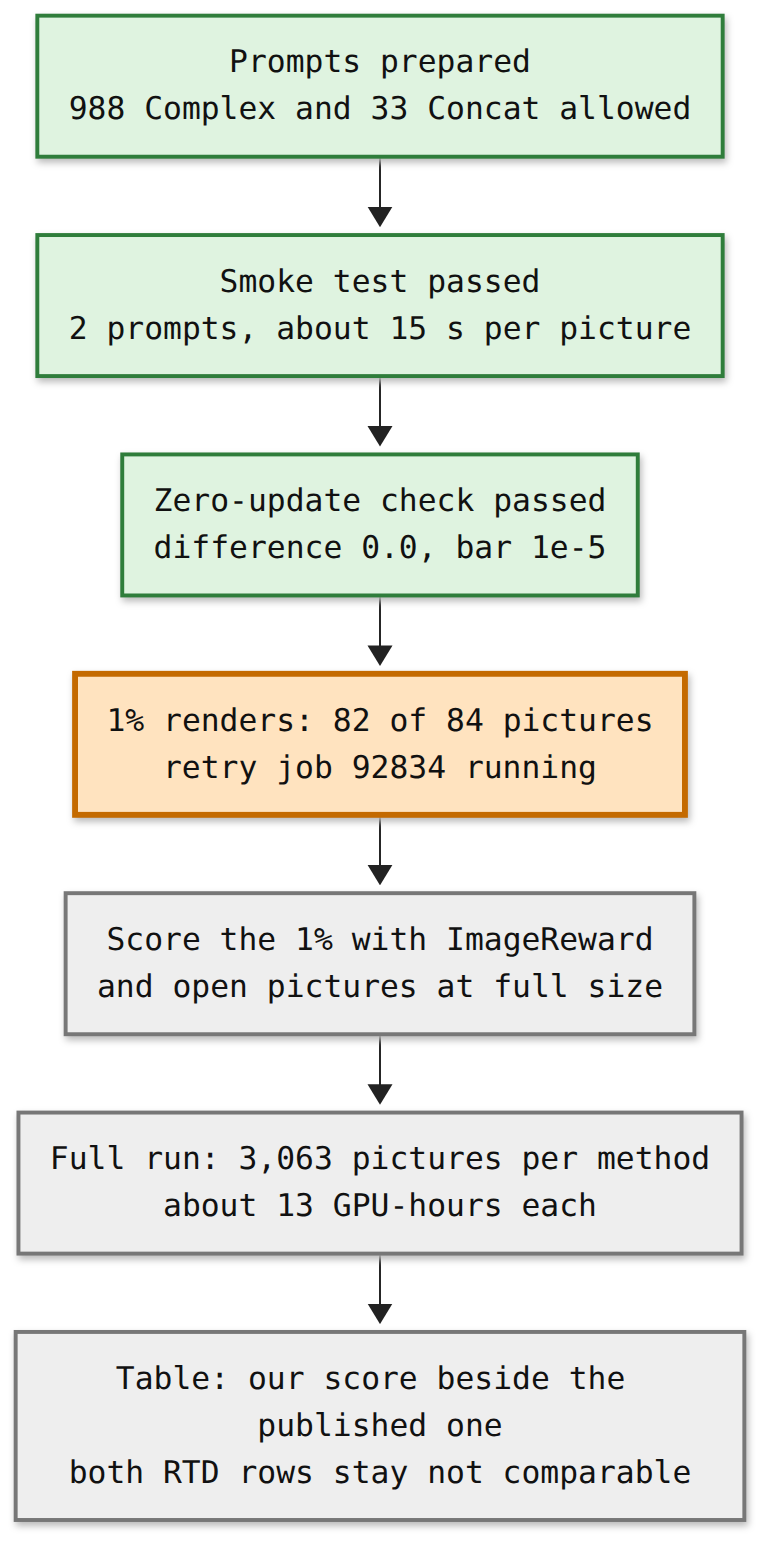 Prompts prepared
988 Complex and 33 Concat allowed
Smoke test passed
2 prompts, about 15 s per picture
Zero-update check passed
difference 0.0, bar 1e-5
1% renders: 82 of 84 pictures
retry job 92834 running
Score the 1% with ImageReward
and open pictures at full size
Full run: 3,063 pictures per method
about 13 GPU-hours each
Table: our score beside the
published one
both RTD rows stay not comparable